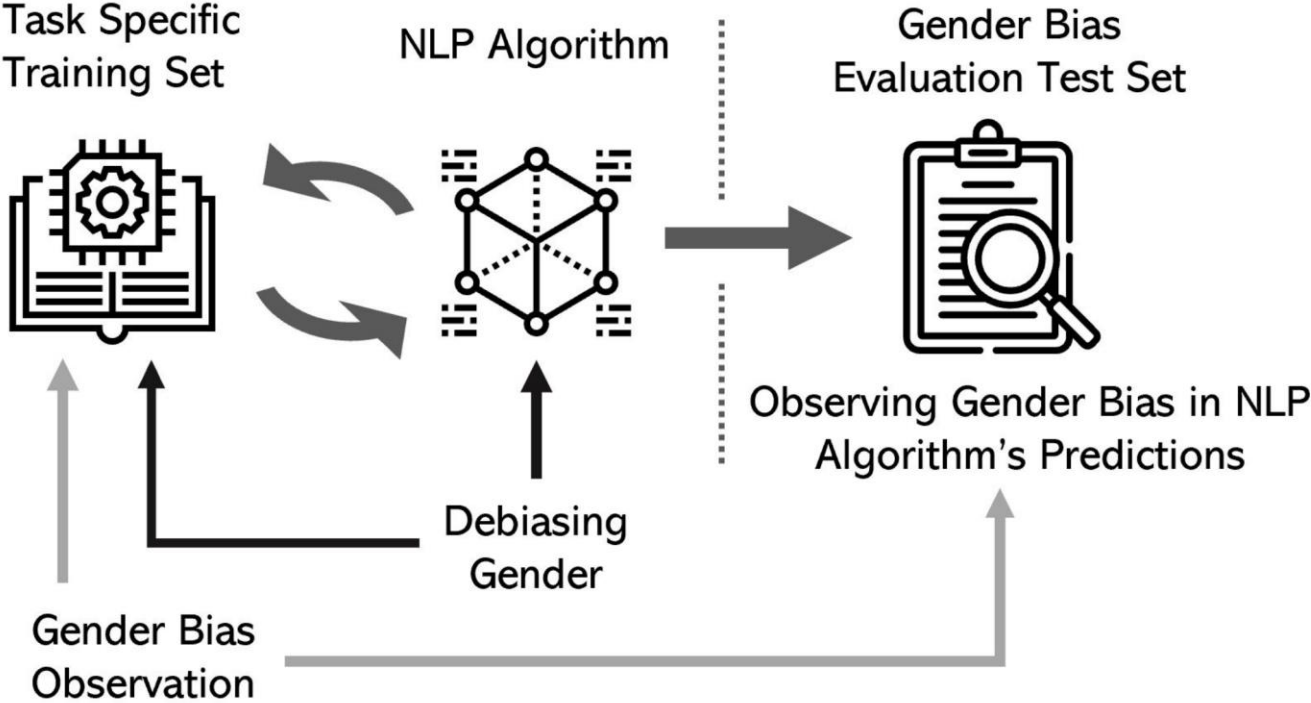 Task Specific
Training Set
NLP Algorithm
Gender Bias
Evaluation Test Set
Observing Gender Bias in NLP
Algorithm's Predictions
Debiasing
Gender
Gender Bias
Observation